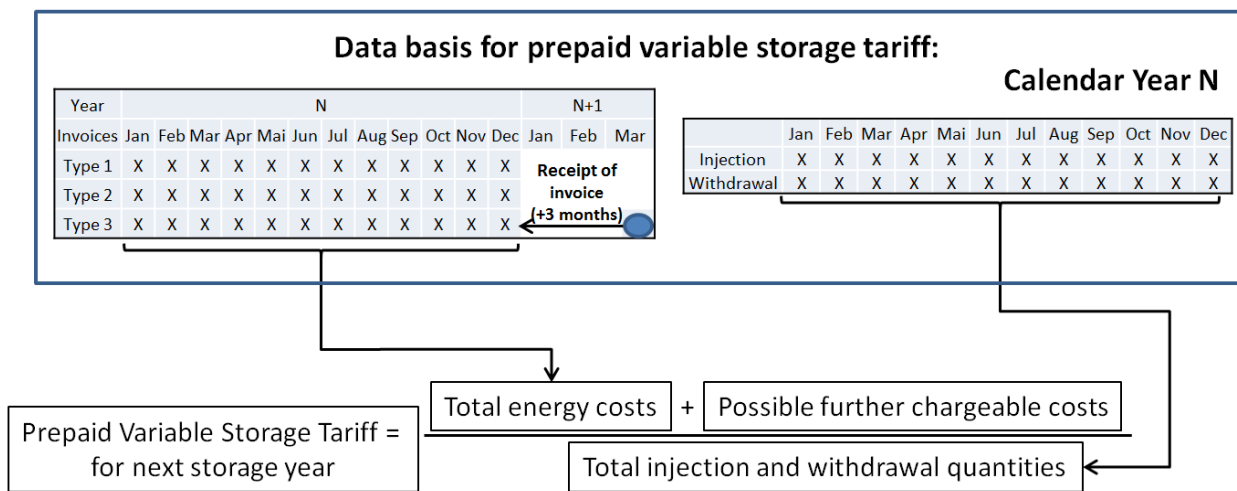 Data basis for prepaid variable storage tariff:
Calendar Year N
Year N N+1
Invoices Jan Feb Mar Apr Mai Jun Jul Aug Sep Oct Nov Dec Jan Feb Mar
Type 1 X X X X X X X X X X X X
Type 2 X X X X X X X X X X X X
Type 3 X X X X X X X X X X X X
Receipt of
invoice
(+3 months)
Jan Feb Mar Apr Mai Jun Jul Aug Sep Oct Nov Dec
Injection X X X X X X X X X X X X
Withdrawal X X X X X X X X X X X X
Prepaid Variable Storage Tariff =
for next storage year
Total energy costs + Possible further chargeable costs
Total injection and withdrawal quantities